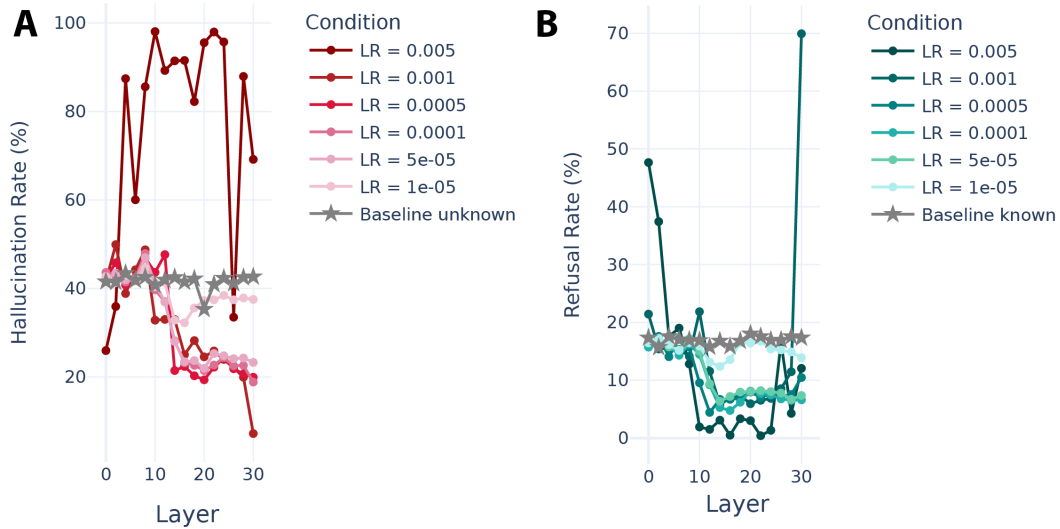 A
Hallucination Rate (%)
100
80
60
40
20
0
10
20
30
Layer
Condition
LR = 0.005
LR = 0.001
LR = 0.0005
LR = 0.0001
LR = 5e-05
LR = 1e-05
Baseline unknown
B
Refusal Rate (%)
70
60
50
40
30
20
10
0
0
10
20
30
Layer
Condition
LR = 0.005
LR = 0.001
LR = 0.0005
LR = 0.0001
LR = 5e-05
LR = 1e-05
Baseline known